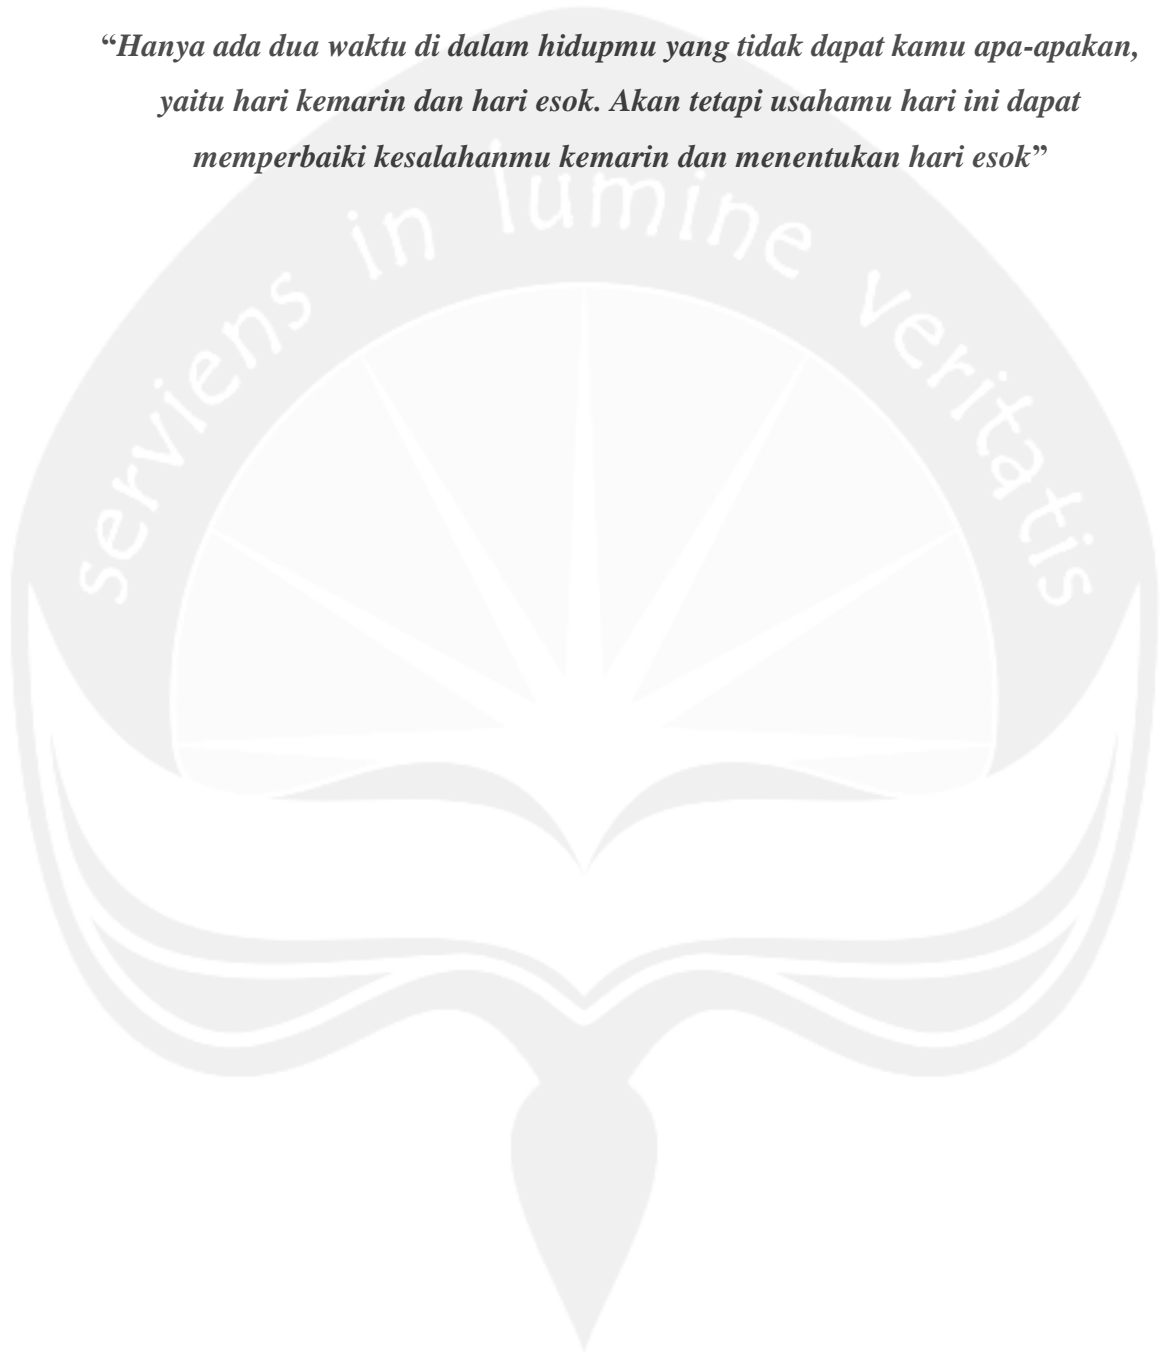 “Hanya ada dua waktu di dalam hidupmu yang tidak dapat kamu apa-apakan,
yaitu hari kemarin dan hari esok. Akan tetapi usahamu hari ini dapat
memperbaiki kesalahanmu kemarin dan menentukan hari esok”
serviens in lumine veritatis